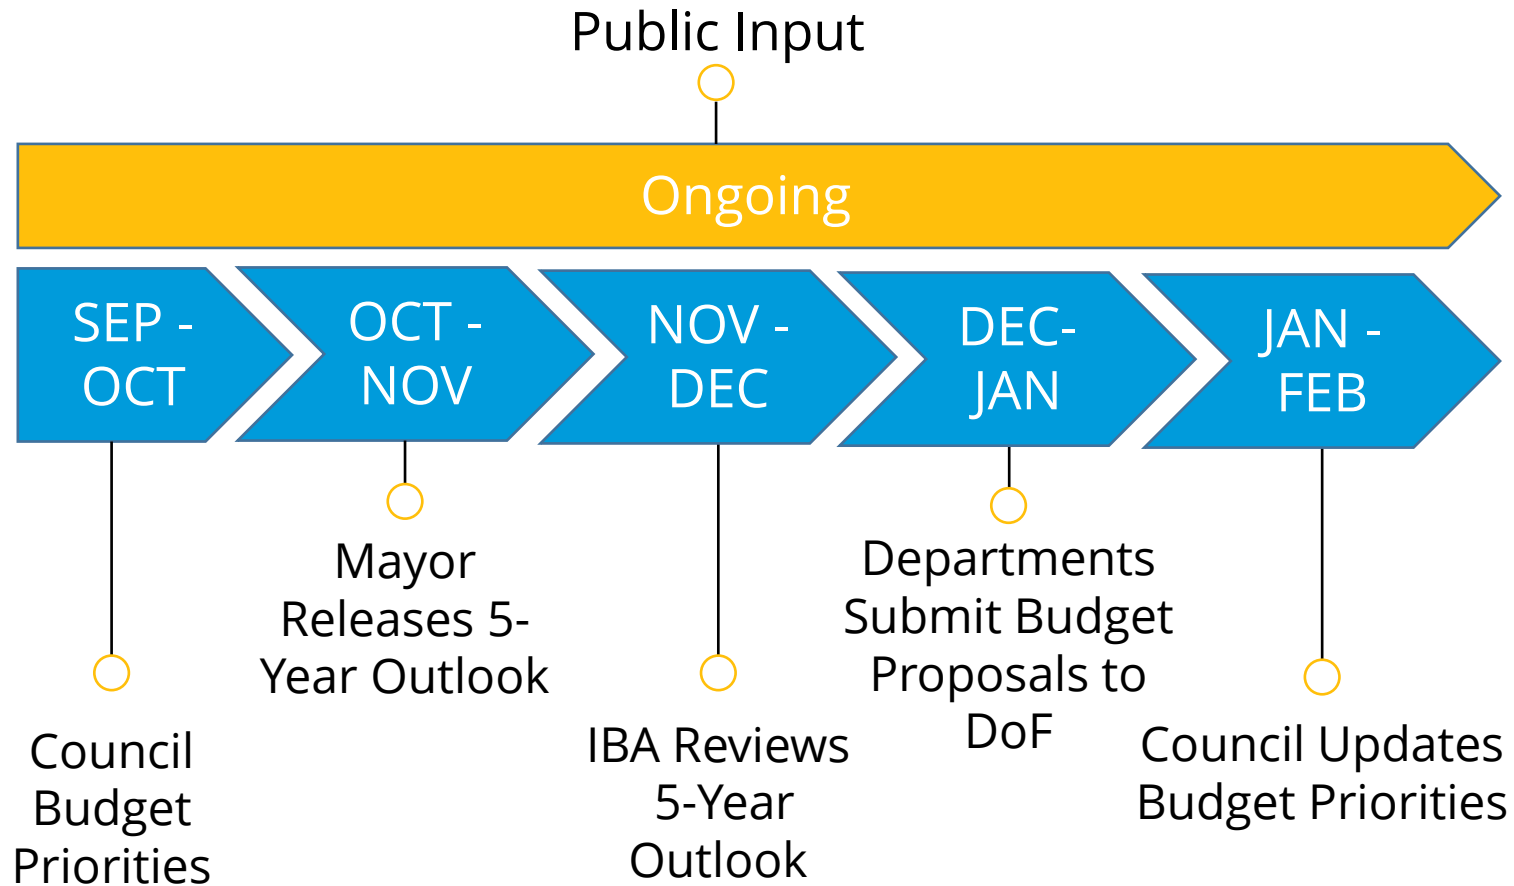 Public Input
Ongoing
SEP -
OCT
OCT -
NOV
NOV -
DEC
DEC-
JAN
JAN -
FEB
Council
Budget
Priorities
Mayor
Releases 5-
Year Outlook
IBA Reviews
5-Year
Outlook
Departments
Submit Budget
Proposals to
DoF
Council Updates
Budget Priorities